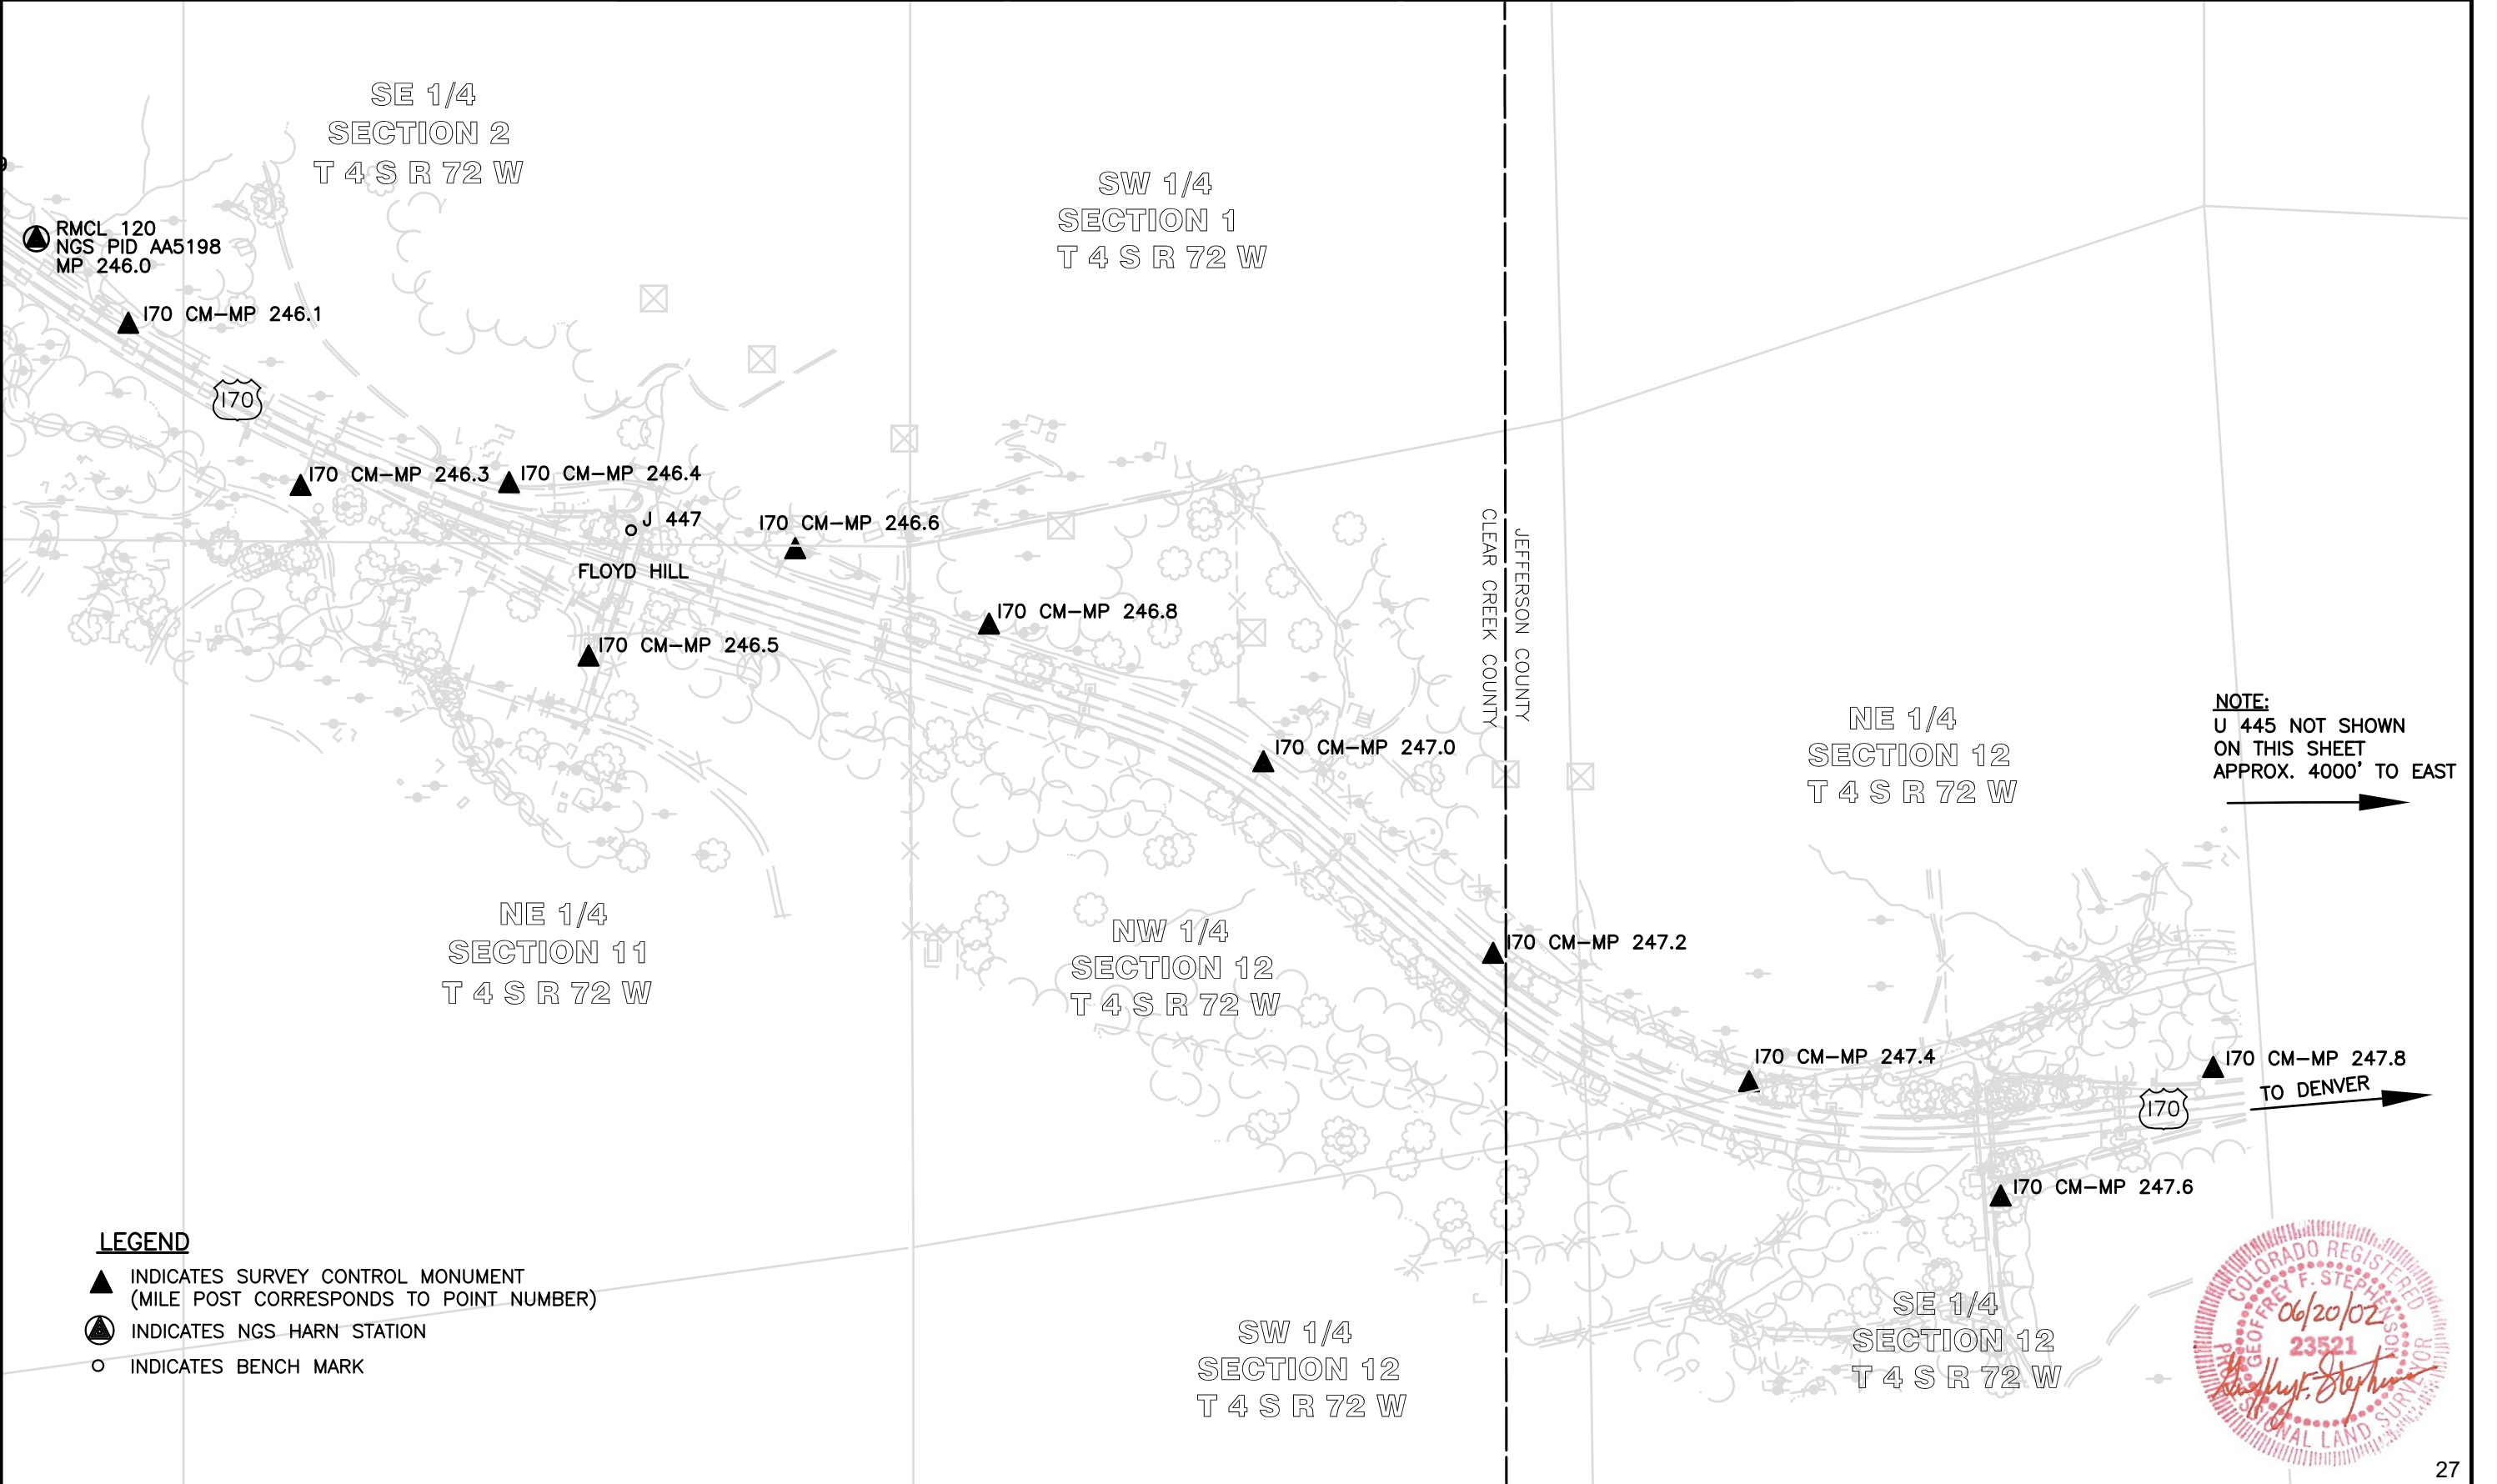 SE 1/4
SECTION 2
T 4 S R 72 W
SW 1/4
SECTION 1
T 4 S R 72 W
9
RMCL 120
NGS PID AA5198
MP 246.0
I70 CM-MP 246.1
I70
I70 CM-MP 246.3
I70 CM-MP 246.4
J 447
I70 CM-MP 246.6
FLOYD HILL
I70 CM-MP 246.8
I70 CM-MP 246.5
CLEAR CREEK COUNTY
JEFFERSON COUNTY
I70 CM-MP 247.0
NE 1/4
SECTION 12
T 4 S R 72 W
NOTE:
U 445 NOT SHOWN
ON THIS SHEET
APPROX. 4000' TO EAST
NE 1/4
SECTION 11
T 4 S R 72 W
NW 1/4
SECTION 12
T 4 S R 72 W
I70 CM-MP 247.2
I70 CM-MP 247.4
I70 CM-MP 247.8
TO DENVER
I70
I70 CM-MP 247.6
LEGEND
INDICATES SURVEY CONTROL MONUMENT
(MILE POST CORRESPONDS TO POINT NUMBER)
INDICATES NGS HARN STATION
INDICATES BENCH MARK
SW 1/4
SECTION 12
T 4 S R 72 W
SE 1/4
SECTION 12
T 4 S R 72 W
COLORADO REGISTERED
GEOFFREY F. STEPHENSON
06/20/02
23521
Geoffrey F. Stephenson
PROFESSIONAL LAND SURVEYOR
27